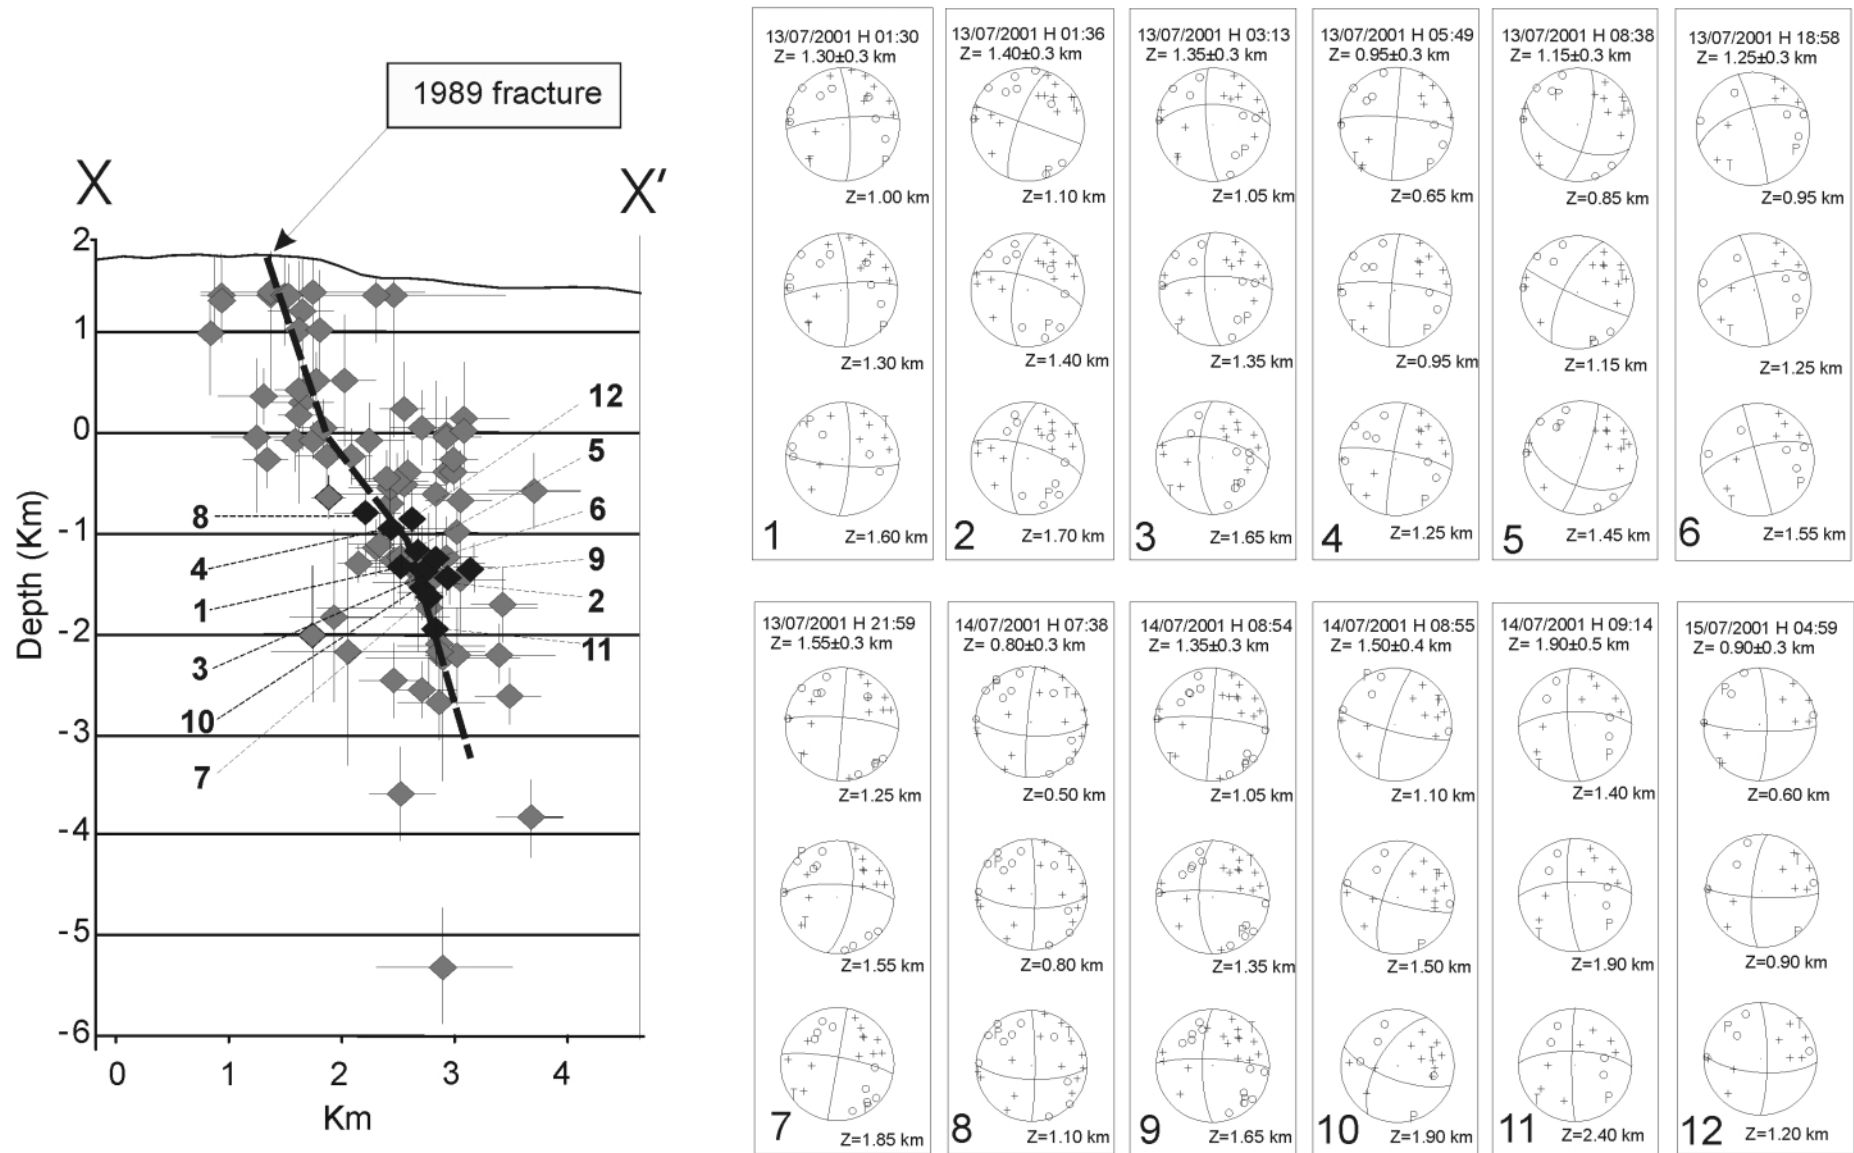 1989 fracture
X
X'
2
1
0
-1
-2
-3
-4
-5
-6
Depth (Km)
0 1 2 3 4
Km
12
5
6
9
2
11
8
4
1
3
10
7
13/07/2001 H 01:30
Z= 1.30±0.3 km
T P
Z=1.00 km
T P
Z=1.30 km
P T
Z=1.60 km
1
13/07/2001 H 01:36
Z= 1.40±0.3 km
T P
Z=1.10 km
T P
Z=1.40 km
T P
Z=1.70 km
2
13/07/2001 H 03:13
Z= 1.35±0.3 km
T P
Z=1.05 km
T P
Z=1.35 km
T P
Z=1.65 km
3
13/07/2001 H 05:49
Z= 0.95±0.3 km
T P
Z=0.65 km
T P
Z=0.95 km
T P
Z=1.25 km
4
13/07/2001 H 08:38
Z= 1.15±0.3 km
P T
Z=0.85 km
T P
Z=1.15 km
P T
Z=1.45 km
5
13/07/2001 H 18:58
Z= 1.25±0.3 km
T P
Z=0.95 km
T P
Z=1.25 km
T P
Z=1.55 km
6
13/07/2001 H 21:59
Z= 1.55±0.3 km
T P
Z=1.25 km
P T
Z=1.55 km
T P
Z=1.85 km
7
14/07/2001 H 07:38
Z= 0.80±0.3 km
P T
Z=0.50 km
P T
Z=0.80 km
P T
Z=1.10 km
8
14/07/2001 H 08:54
Z= 1.35±0.3 km
T P
Z=1.05 km
T P
Z=1.35 km
T P
Z=1.65 km
9
14/07/2001 H 08:55
Z= 1.50±0.4 km
P T
Z=1.10 km
T P
Z=1.50 km
T P
Z=1.90 km
10
14/07/2001 H 09:14
Z= 1.90±0.5 km
T P
Z=1.40 km
T P
Z=1.90 km
T P
Z=2.40 km
11
15/07/2001 H 04:59
Z= 0.90±0.3 km
P T
Z=0.60 km
T P
Z=0.90 km
P T
Z=1.20 km
12